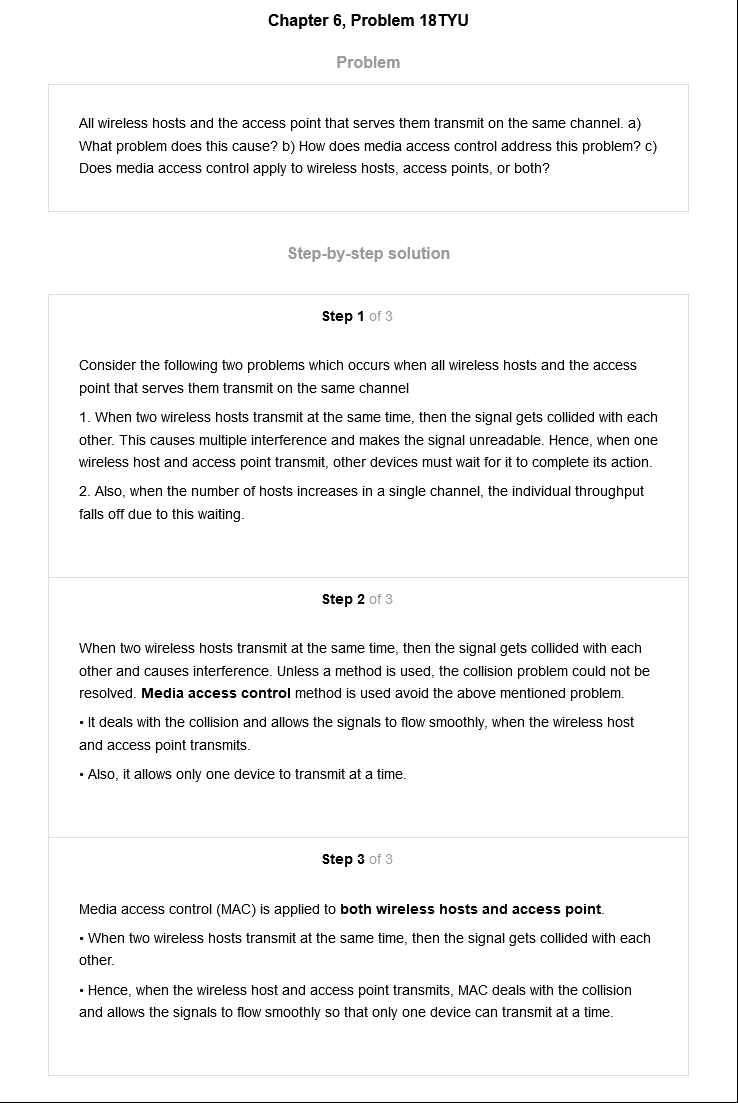 Chapter 6, Problem 18TYU
Problem
All wireless hosts and the access point that serves them transmit on the same channel. a)
What problem does this cause? b) How does media access control address this problem? c)
Does media access control apply to wireless hosts, access points, or both?
Step-by-step solution
Step 1 of 3
Consider the following two problems which occurs when all wireless hosts and the access
point that serves them transmit on the same channel
1. When two wireless hosts transmit at the same time, then the signal gets collided with each
other. This causes multiple interference and makes the signal unreadable. Hence, when one
wireless host and access point transmit, other devices must wait for it to complete its action.
2. Also, when the number of hosts increases in a single channel, the individual throughput
falls off due to this waiting.
Step 2 of 3
When two wireless hosts transmit at the same time, then the signal gets collided with each
other and causes interference. Unless a method is used, the collision problem could not be
resolved. Media access control method is used avoid the above mentioned problem.
• It deals with the collision and allows the signals to flow smoothly, when the wireless host
and access point transmits.
• Also, it allows only one device to transmit at a time.
Step 3 of 3
Media access control (MAC) is applied to both wireless hosts and access point.
• When two wireless hosts transmit at the same time, then the signal gets collided with each
other.
• Hence, when the wireless host and access point transmits, MAC deals with the collision
and allows the signals to flow smoothly so that only one device can transmit at a time.